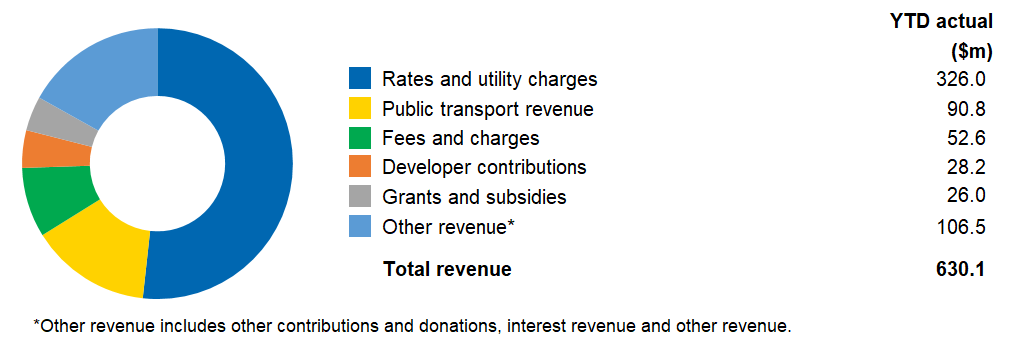 YTD actual
($m)
Rates and utility charges 326.0
Public transport revenue 90.8
Fees and charges 52.6
Developer contributions 28.2
Grants and subsidies 26.0
Other revenue* 106.5
Total revenue 630.1
*Other revenue includes other contributions and donations, interest revenue and other revenue.